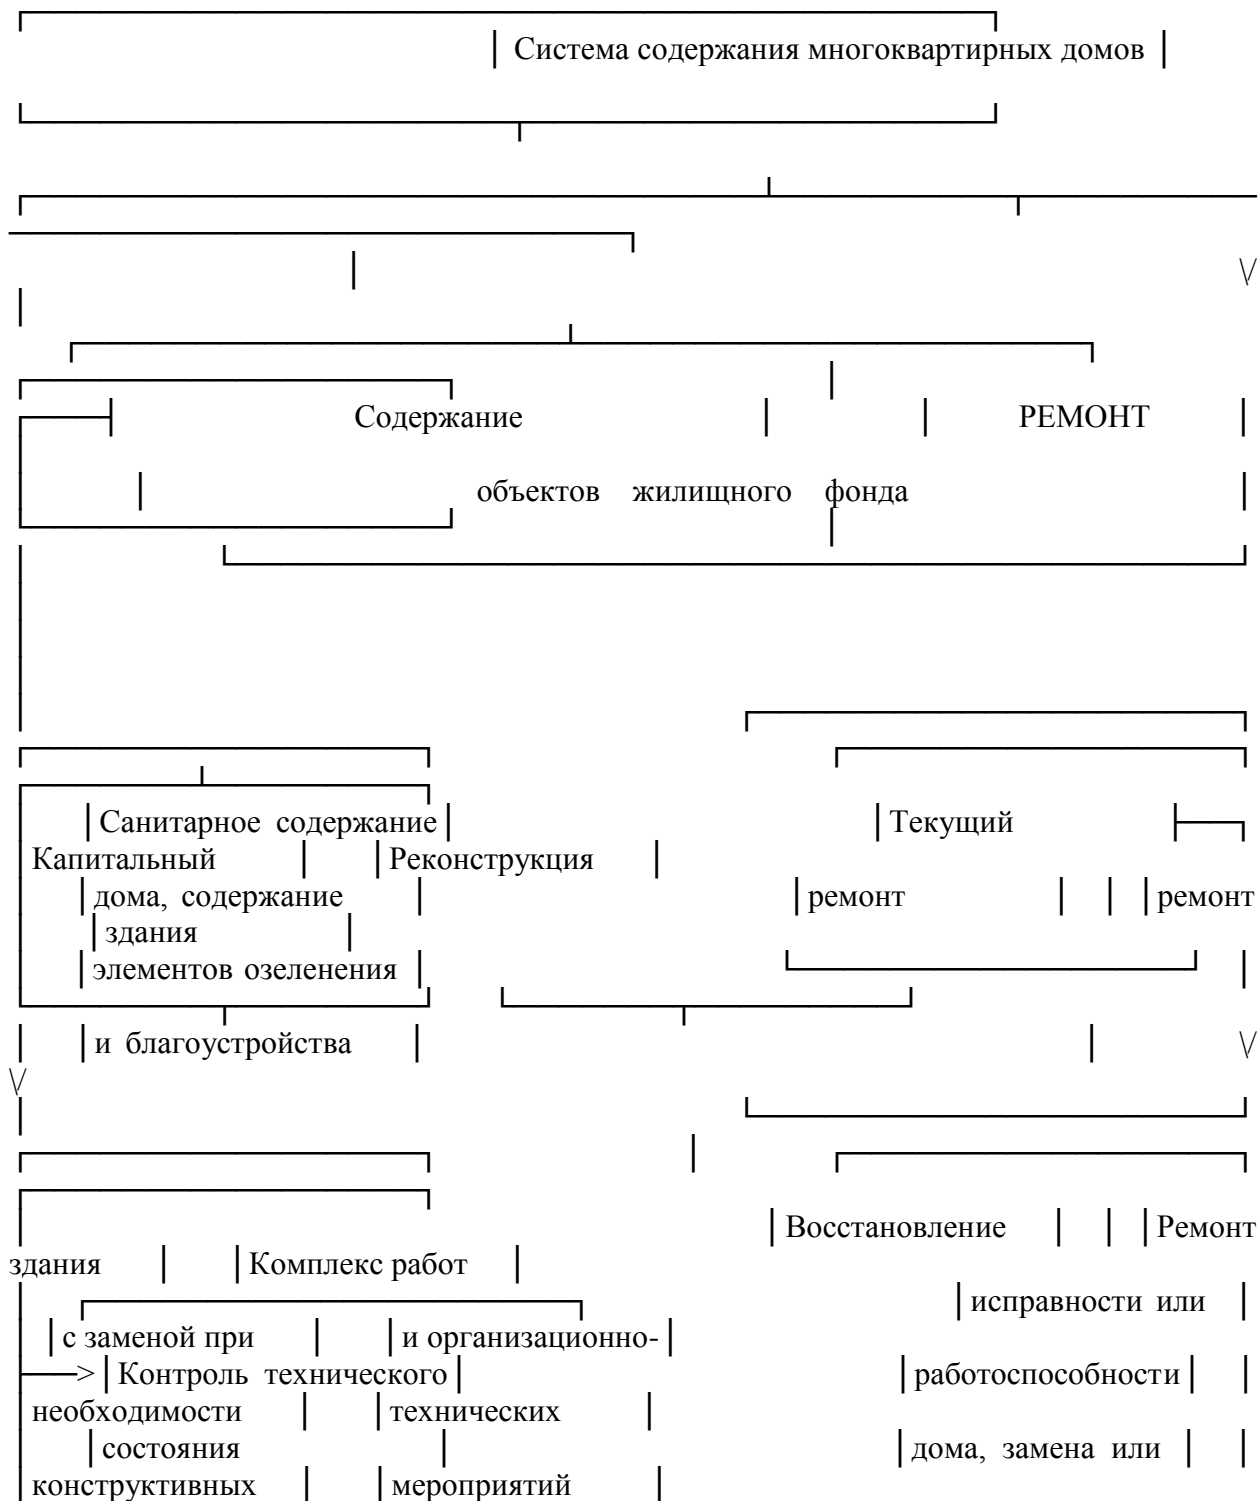 Система содержания многоквартирных домов
Содержание РЕМОНТ
объектов жилищного фонда
Санитарное содержание Текущий
Капитальный Реконструкция
дома, содержание ремонт ремонт
здания
элементов озеленения
и благоустройства
Восстановление Ремонт
здания Комплекс работ
исправности или
с заменой при и организационно-
Контроль технического работоспособности
необходимости технических
состояния дома, замена или
конструктивных мероприятий